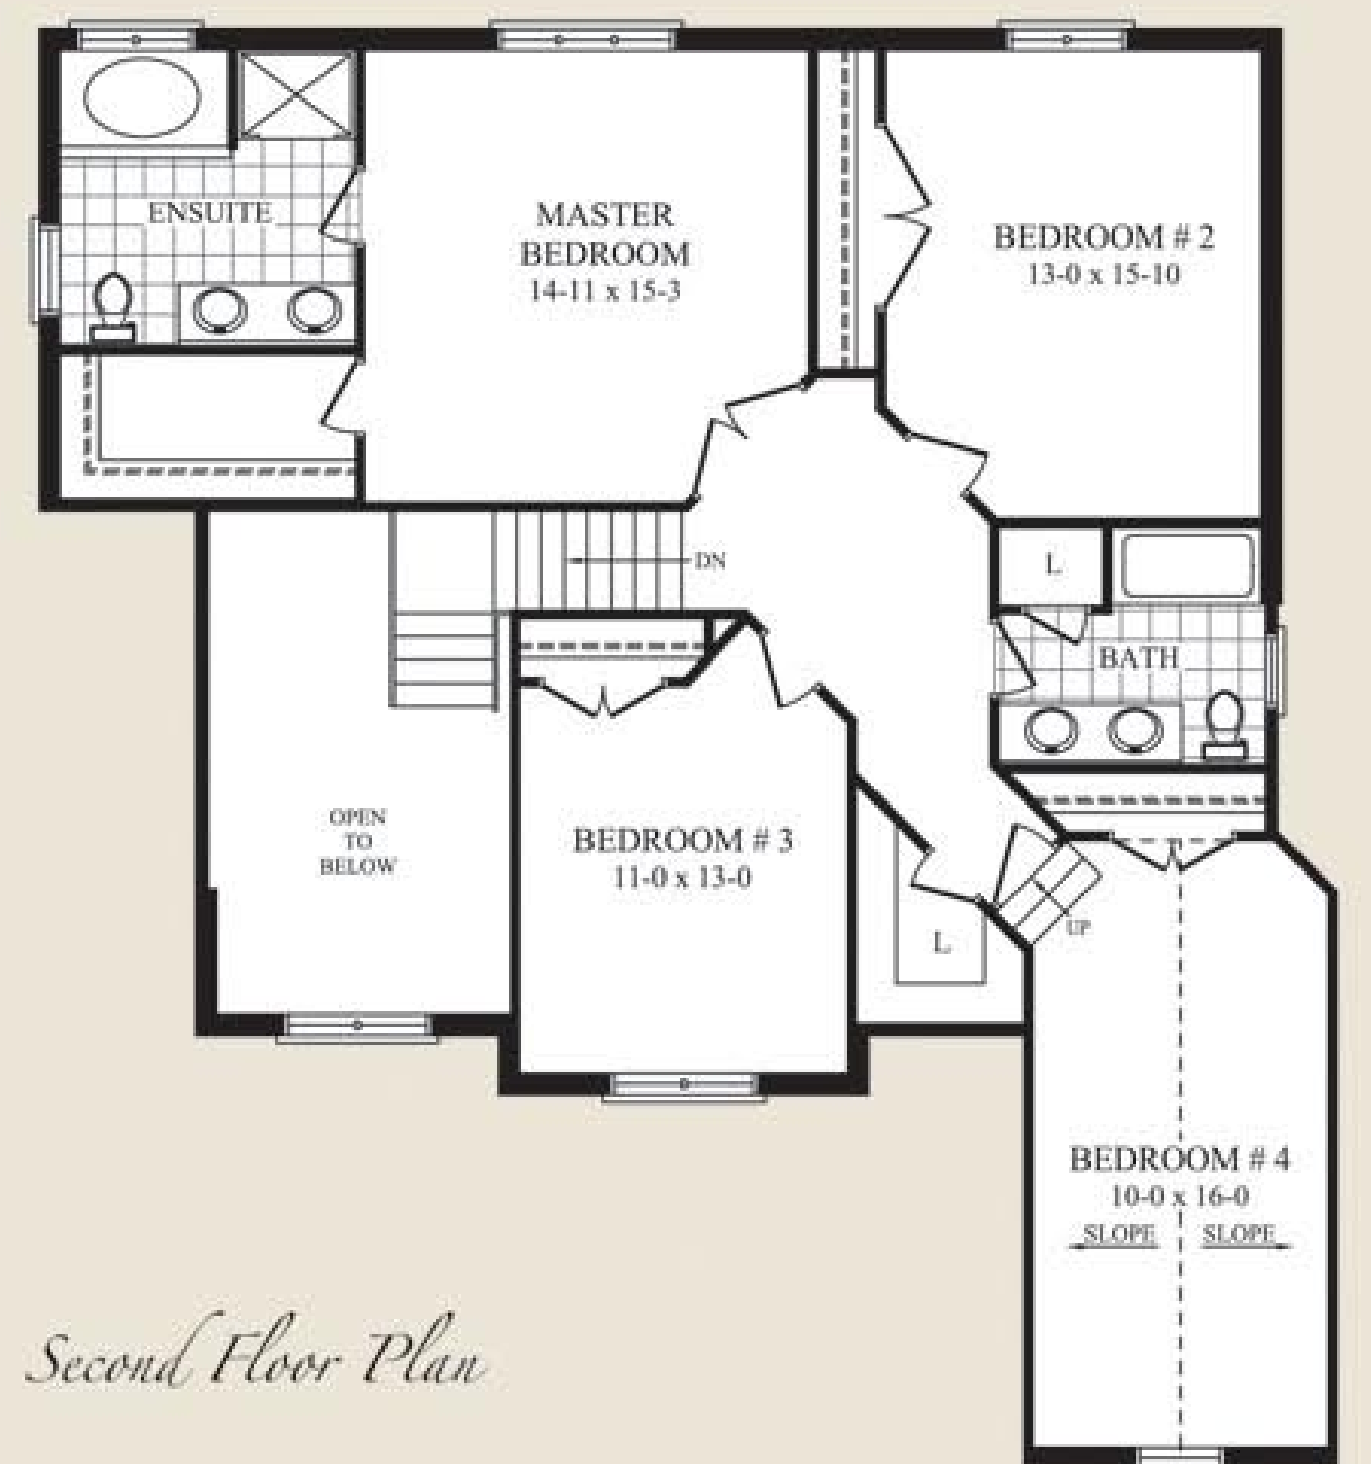 ENSUITE
MASTER
BEDROOM
14-11 x 15-3
BEDROOM # 2
13-0 x 15-10
DN
L
BATH
OPEN
TO
BELOW
BEDROOM # 3
11-0 x 13-0
L
UP
BEDROOM # 4
10-0 x 16-0
SLOPE SLOPE
Second Floor Plan